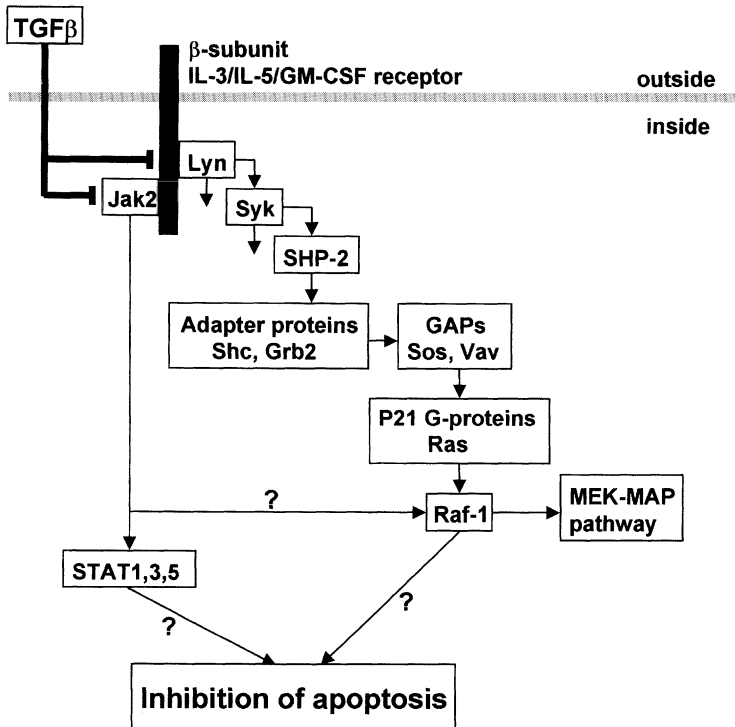 TGFβ
β-subunit
IL-3/IL-5/GM-CSF receptor
outside
inside
Lyn
Jak2
Syk
SHP-2
Adapter proteins
Shc, Grb2
GAPs
Sos, Vav
P21 G-proteins
Ras
?
Raf-1
MEK-MAP
pathway
STAT1,3,5
?
?
Inhibition of apoptosis